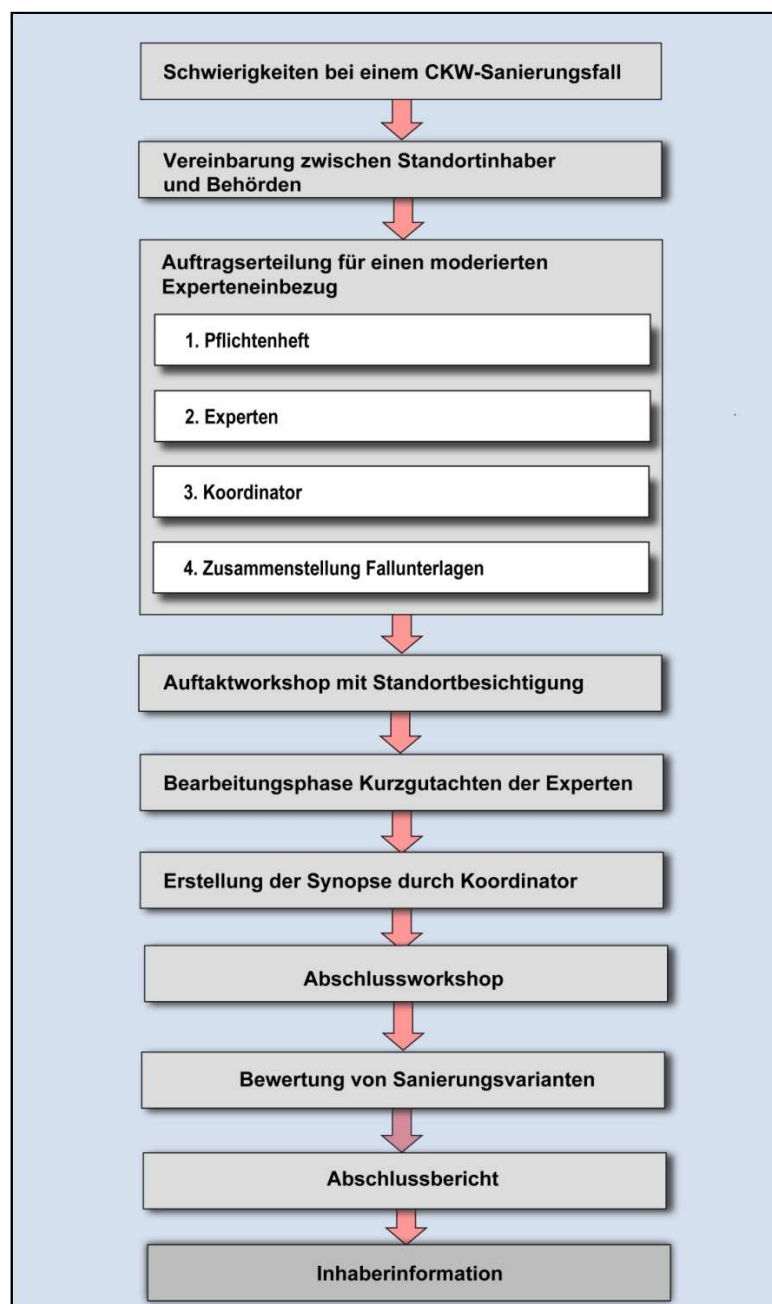 Schwierigkeiten bei einem CKW-Sanierungsfall
Vereinbarung zwischen Standortinhaber
und Behörden
Auftragserteilung für einen moderierten
Experteneinbezug
1. Pflichtenheft
2. Experten
3. Koordinator
4. Zusammenstellung Fallunterlagen
Auftaktworkshop mit Standortbesichtigung
Bearbeitungsphase Kurzgutachten der Experten
Erstellung der Synopse durch Koordinator
Abschlussworkshop
Bewertung von Sanierungsvarianten
Abschlussbericht
Inhaberinformation